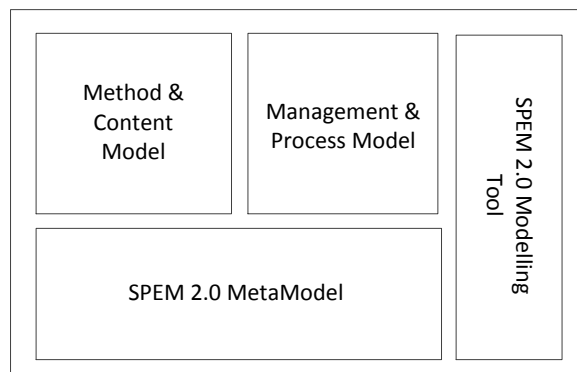 Method &
Content
Model
Management &
Process Model
SPEM 2.0 Modelling
Tool
SPEM 2.0 MetaModel